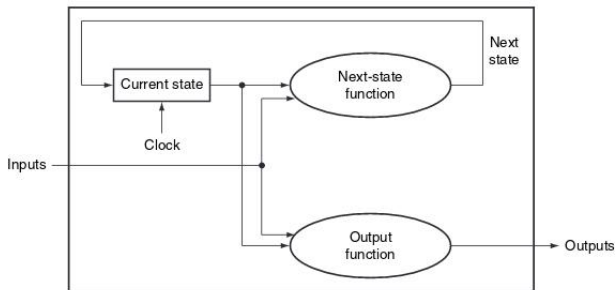 Next
state
Current state
Next-state
function
Clock
Inputs
Output
function
Outputs